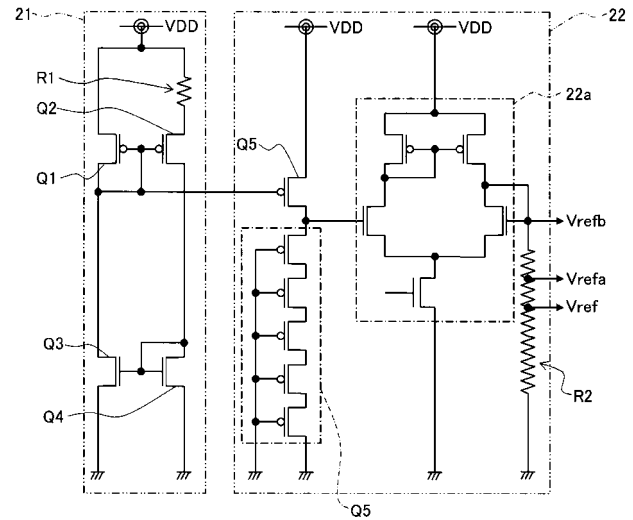 21
VDD
VDD
VDD
22
R1
Q2
22a
Q5
Q1
Vrefb
Vrefa
Vref
Q3
R2
Q4
Q5